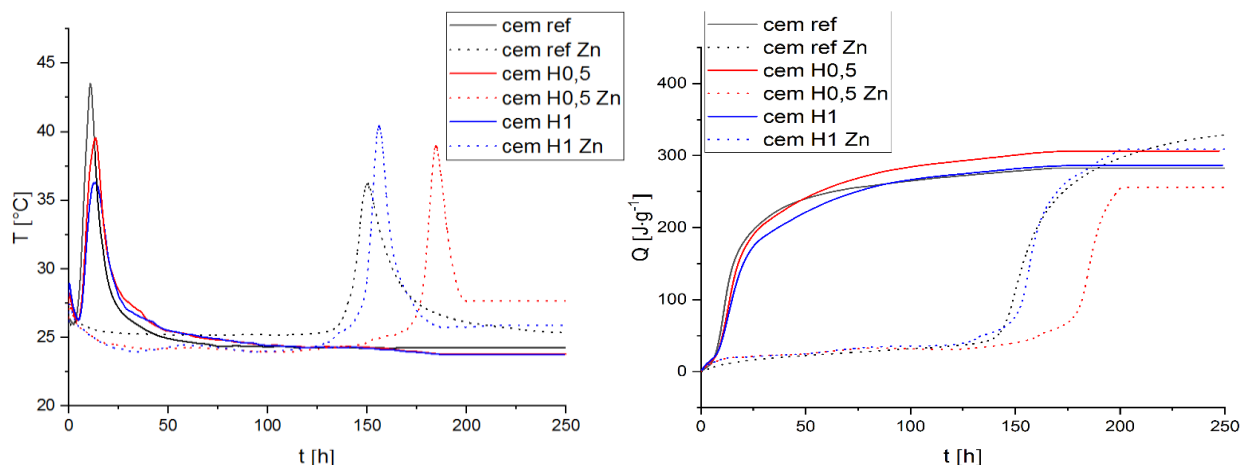 cem ref
cem ref Zn
cem H0,5
cem H0,5 Zn
cem H1
cem H1 Zn
45
40
35
30
25
20
T [°C]
0
50
100
150
200
250
t [h]
cem ref
cem ref Zn
cem H0,5
cem H0,5 Zn
cem H1
cem H1 Zn
400
300
200
100
0
Q [J·g⁻¹]
0
50
100
150
200
250
t [h]